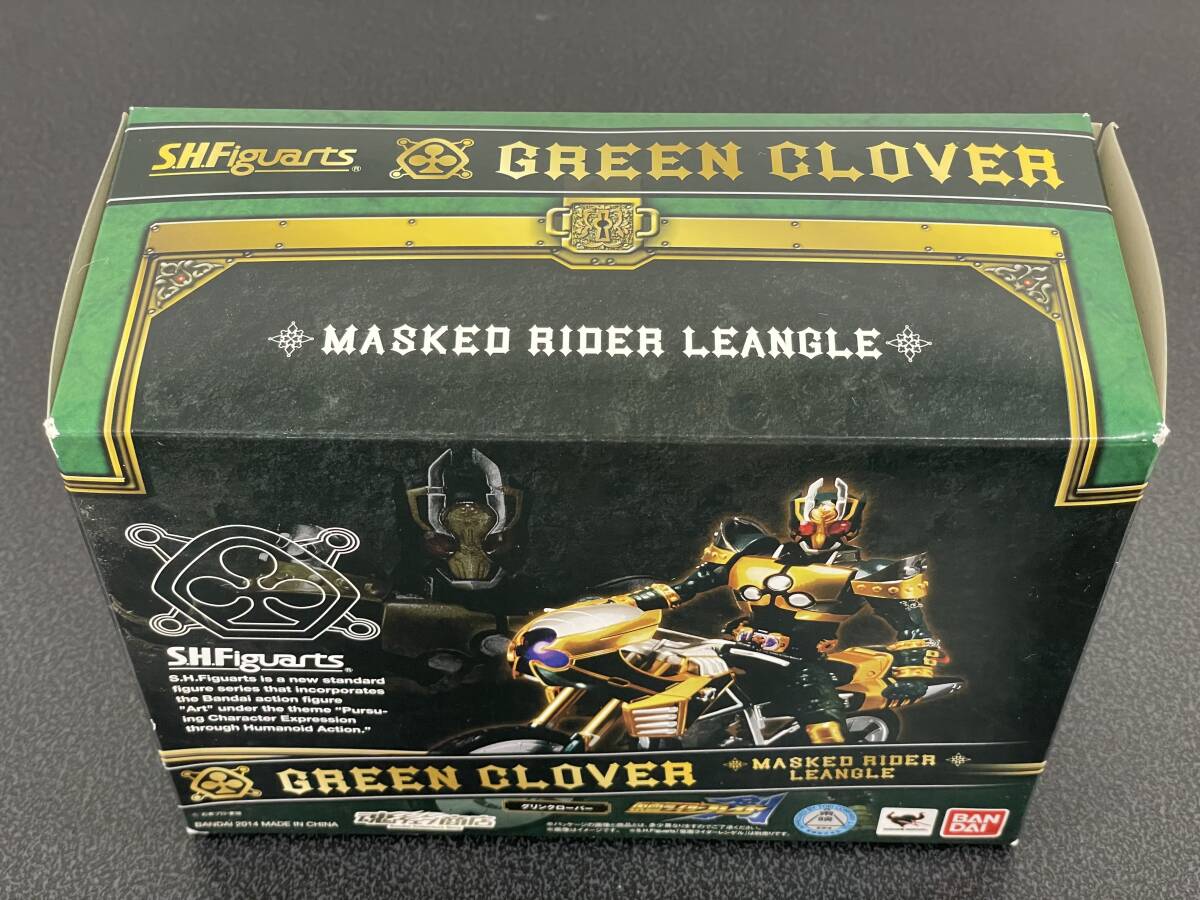 S.H.Figuarts® GREEN CLOVER
MASKED RIDER LEANGLE
S.H.Figuarts®
S.H.Figuarts is a new standard
figure series that incorporates
the Bandai action figure
"Art" under the theme "Pursu-
ing Character Expression
through Humanoid Action."
GREEN CLOVER
MASKED RIDER
LEANGLE
BANDAI 2014 MADE IN CHINA
グリンクローバー
BAN
DAI